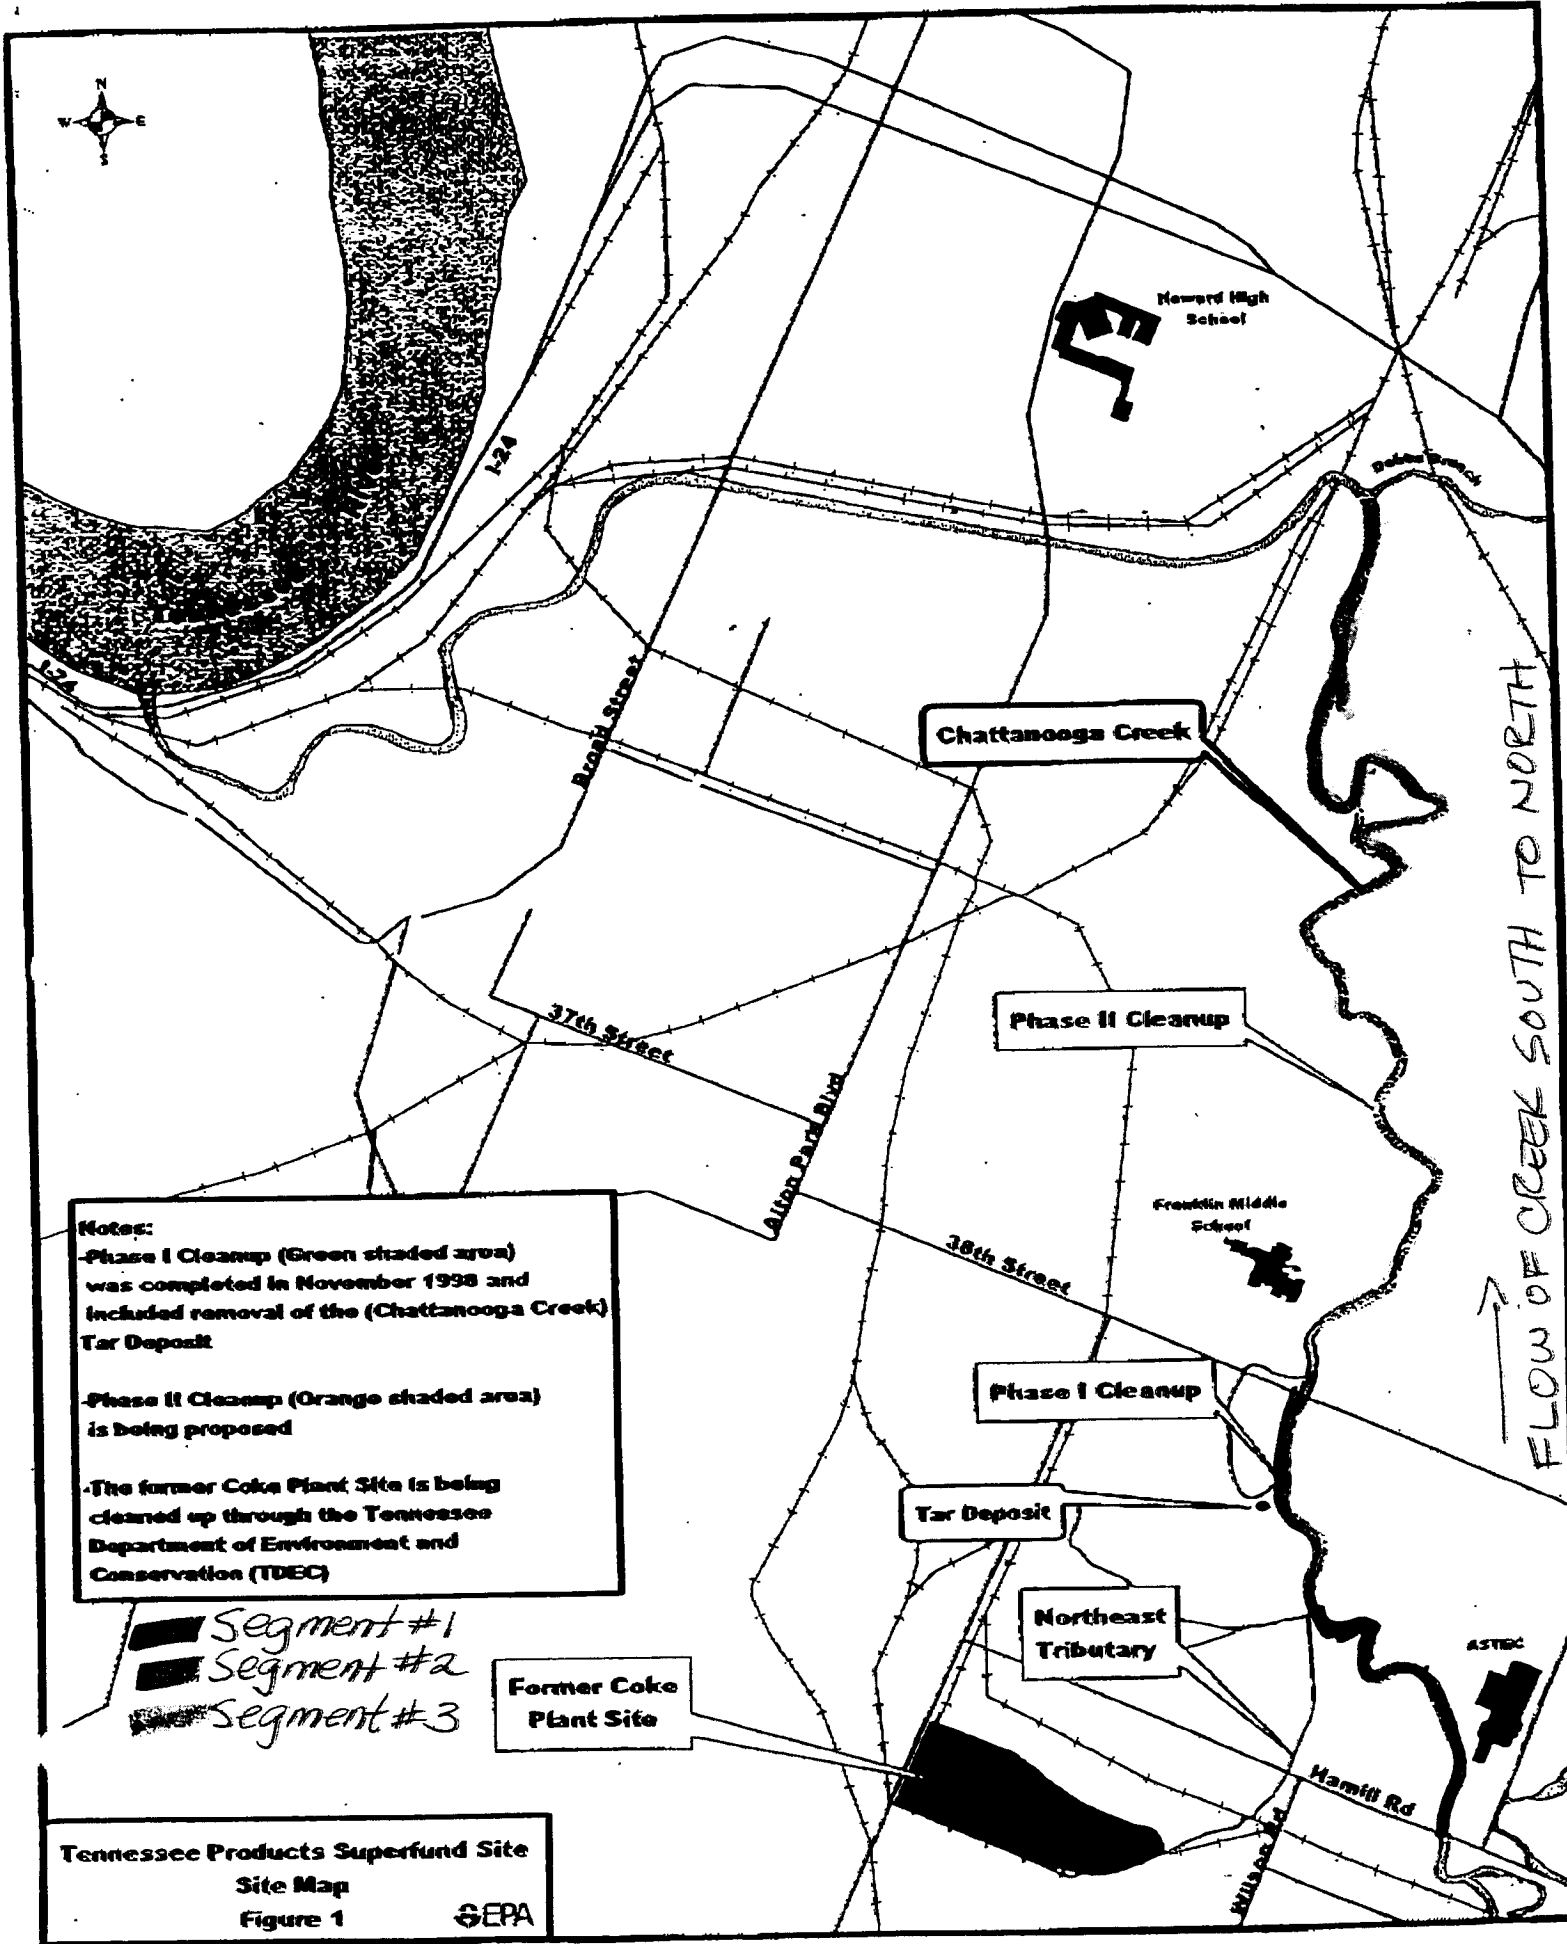 N
W E
S
Howard High
School
I-24
Dobbs Branch
River
Tennessee
I-24
Broad Street
Chattanooga Creek
FLOW OF CREEK SOUTH TO NORTH
Phase II Cleanup
37th Street
Alton Park Blvd
Franklin Middle
School
38th Street
Notes:
-Phase I Cleanup (Green shaded area)
was completed in November 1998 and
included removal of the (Chattanooga Creek)
Tar Deposit
-Phase II Cleanup (Orange shaded area)
is being proposed
-The former Coke Plant Site is being
cleaned up through the Tennessee
Department of Environment and
Conservation (TDEC)
Phase I Cleanup
Tar Deposit
Northeast
Tributary
ASTEC
Segment #1
Segment #2
Segment #3
Former Coke
Plant Site
Hamill Rd
Wilson Rd
Tennessee Products Superfund Site
Site Map
Figure 1
EPA